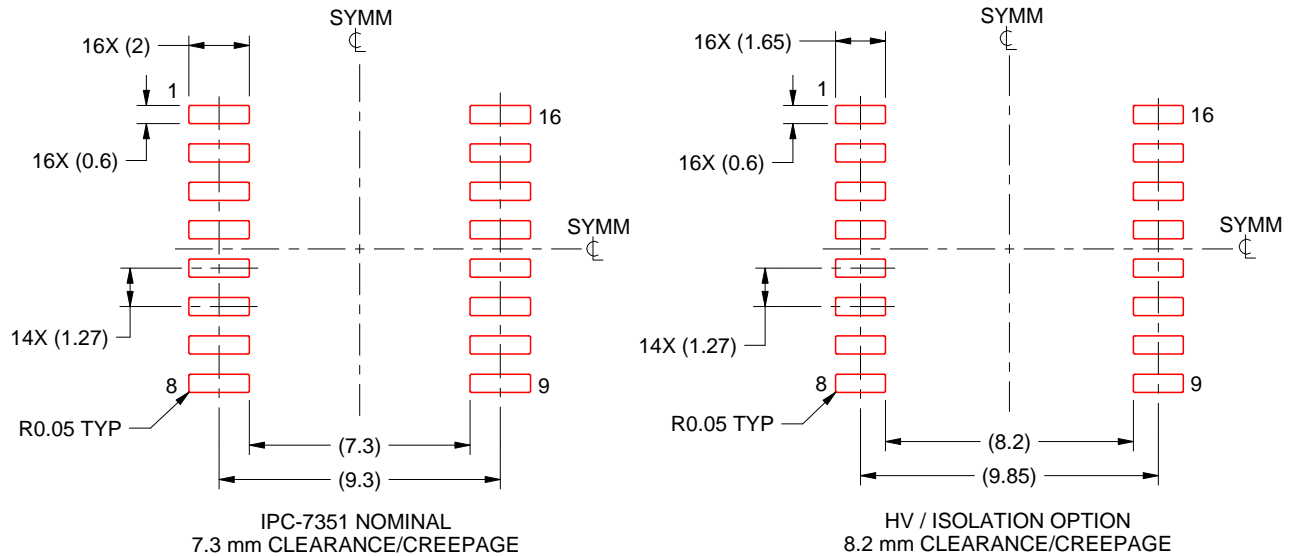 SYMM
℄
16X (2)
1
16
16X (0.6)
SYMM
℄
14X (1.27)
8
9
R0.05 TYP
(7.3)
(9.3)
IPC-7351 NOMINAL
7.3 mm CLEARANCE/CREEPAGE
SYMM
℄
16X (1.65)
1
16
16X (0.6)
SYMM
℄
14X (1.27)
8
9
R0.05 TYP
(8.2)
(9.85)
HV / ISOLATION OPTION
8.2 mm CLEARANCE/CREEPAGE